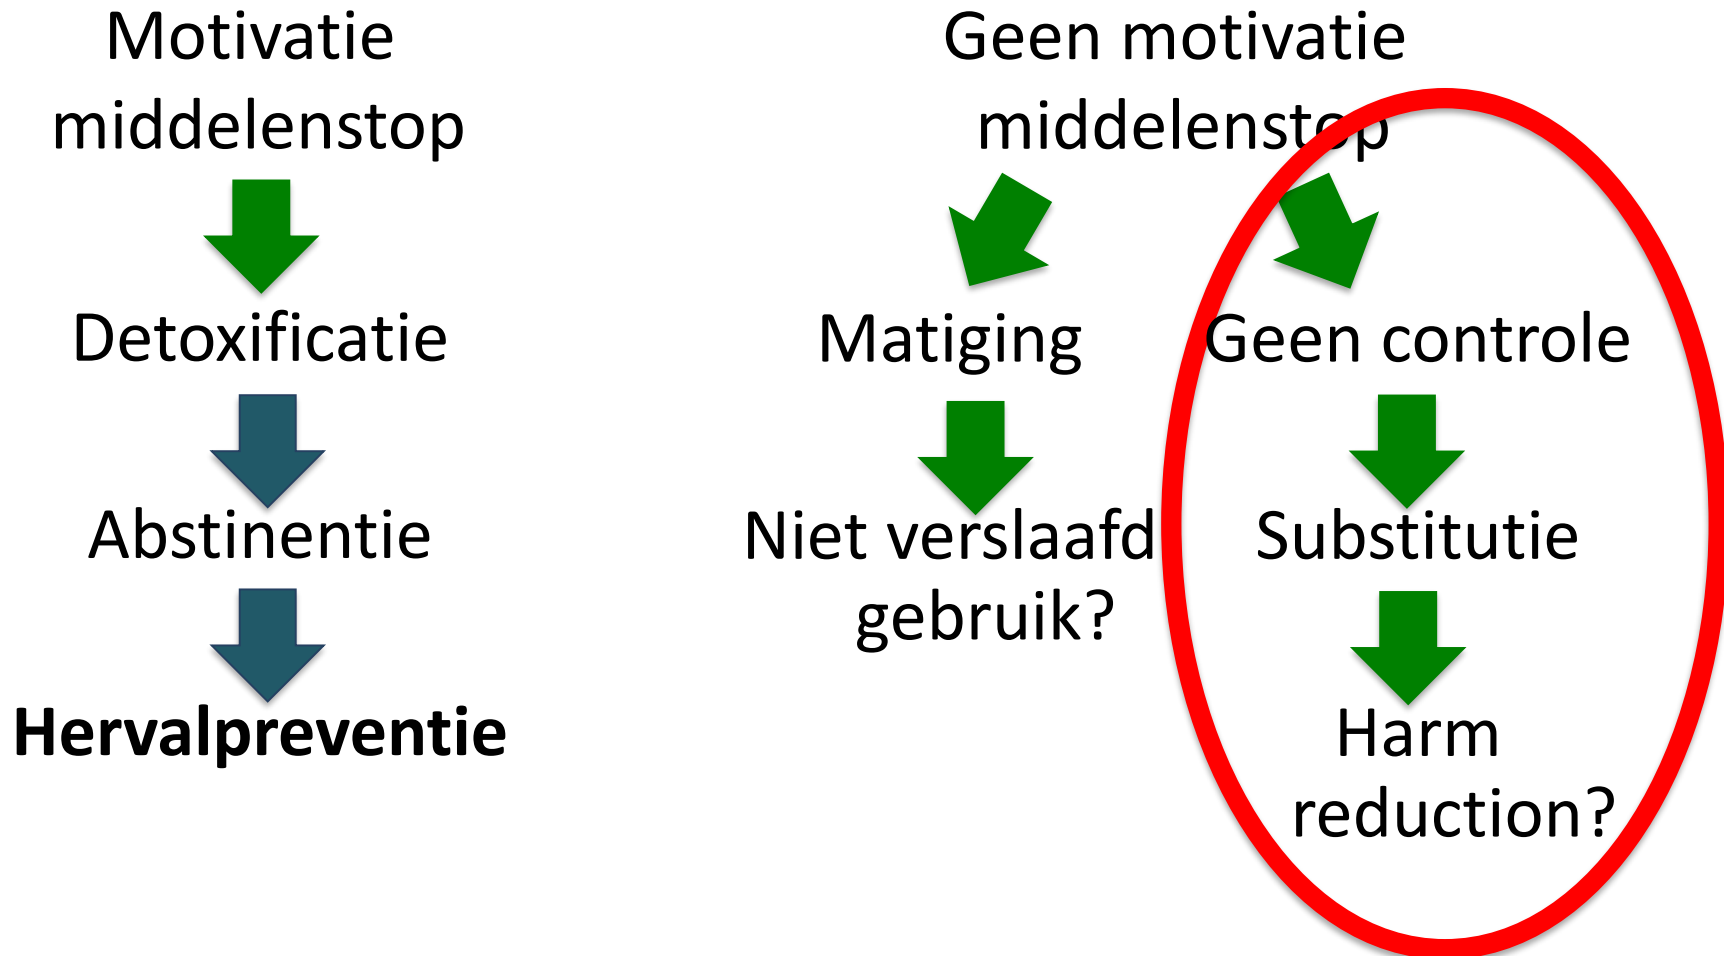 Motivatie
middelenstop
Detoxificatie
Abstinentie
Hervalpreventie
Geen motivatie
middelenstop
Matiging
Niet verslaafd
gebruik?
Geen controle
Substitutie
Harm
reduction?